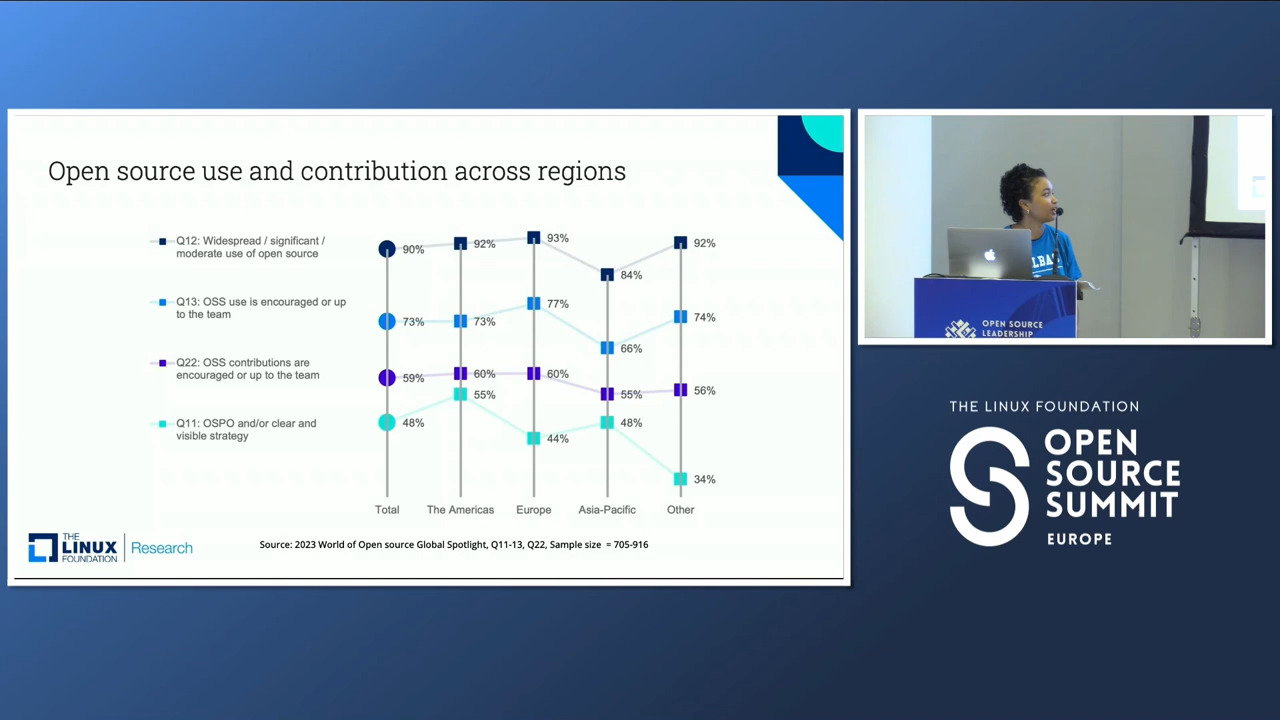 Open source use and contribution across regions
Q12: Widespread / significant /
moderate use of open source
Q13: OSS use is encouraged or up
to the team
Q22: OSS contributions are
encouraged or up to the team
Q11: OSPO and/or clear and
visible strategy
90%
92%
93%
84%
92%
73%
73%
77%
66%
74%
59%
60%
60%
55%
56%
48%
55%
44%
48%
34%
Total
The Americas
Europe
Asia-Pacific
Other
THE
LINUX
FOUNDATION
Research
Source: 2023 World of Open source Global Spotlight, Q11-13, Q22, Sample size = 705-916
OPEN SOURCE
LEADERSHIP
THE LINUX FOUNDATION
OPEN
SOURCE
SUMMIT
EUROPE